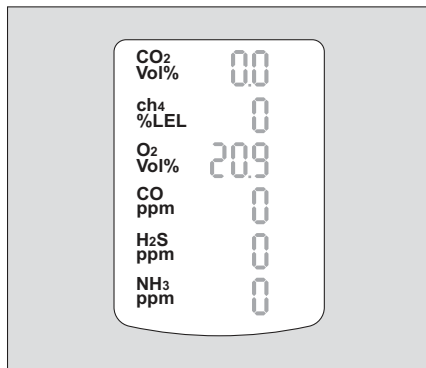 CO2 0.0
Vol%
ch4 0
%LEL
O2 20.9
Vol%
CO 0
ppm
H2S 0
ppm
NH3 0
ppm